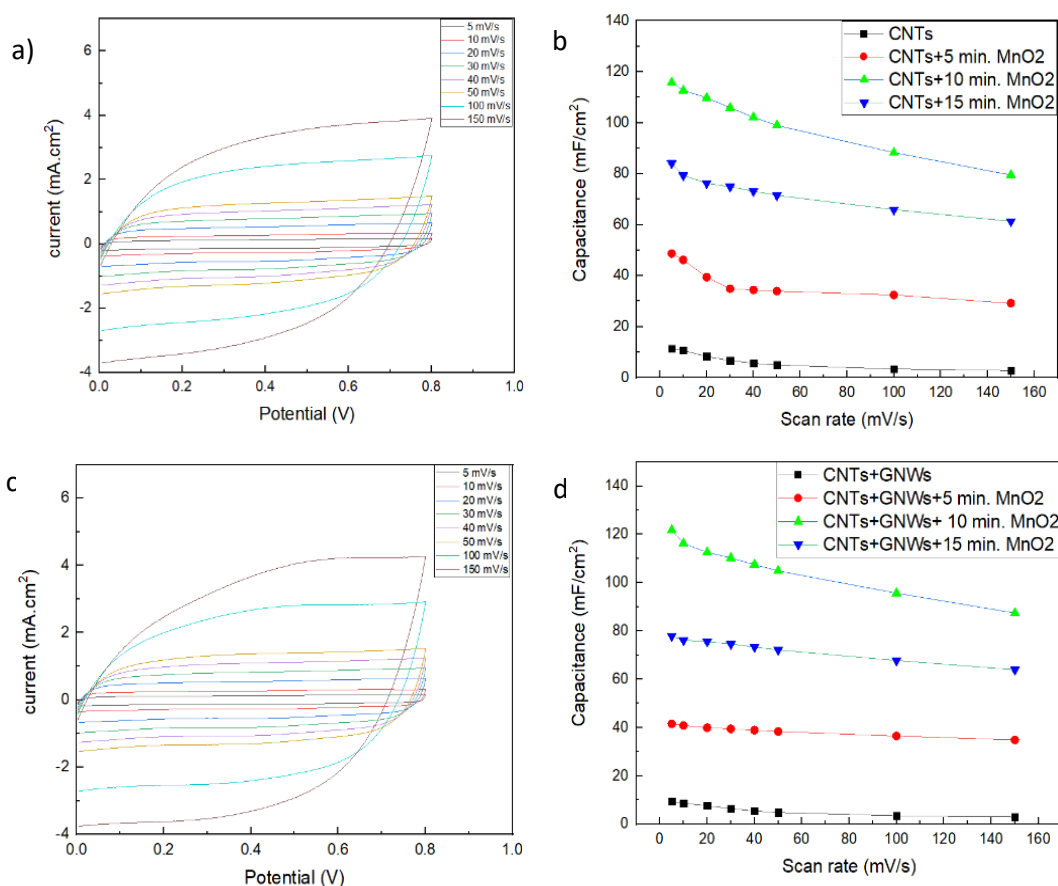 a)
current (mA.cm²)
6
4
2
0
-2
-4
0.0 0.2 0.4 0.6 0.8 1.0
Potential (V)
5 mV/s
10 mV/s
20 mV/s
30 mV/s
40 mV/s
50 mV/s
100 mV/s
150 mV/s
b
Capacitance (mF/cm²)
140
120
100
80
60
40
20
0
0 20 40 60 80 100 120 140 160
Scan rate (mV/s)
CNTs
CNTs+5 min. MnO2
CNTs+10 min. MnO2
CNTs+15 min. MnO2
c
current (mA.cm²)
6
4
2
0
-2
-4
0.0 0.2 0.4 0.6 0.8 1.0
Potential (V)
5 mV/s
10 mV/s
20 mV/s
30 mV/s
40 mV/s
50 mV/s
100 mV/s
150 mV/s
d
Capacitance (mF/cm²)
140
120
100
80
60
40
20
0
0 20 40 60 80 100 120 140 160
Scan rate (mV/s)
CNTs+GNWs
CNTs+GNWs+5 min. MnO2
CNTs+GNWs+ 10 min. MnO2
CNTs+GNWs+15 min. MnO2